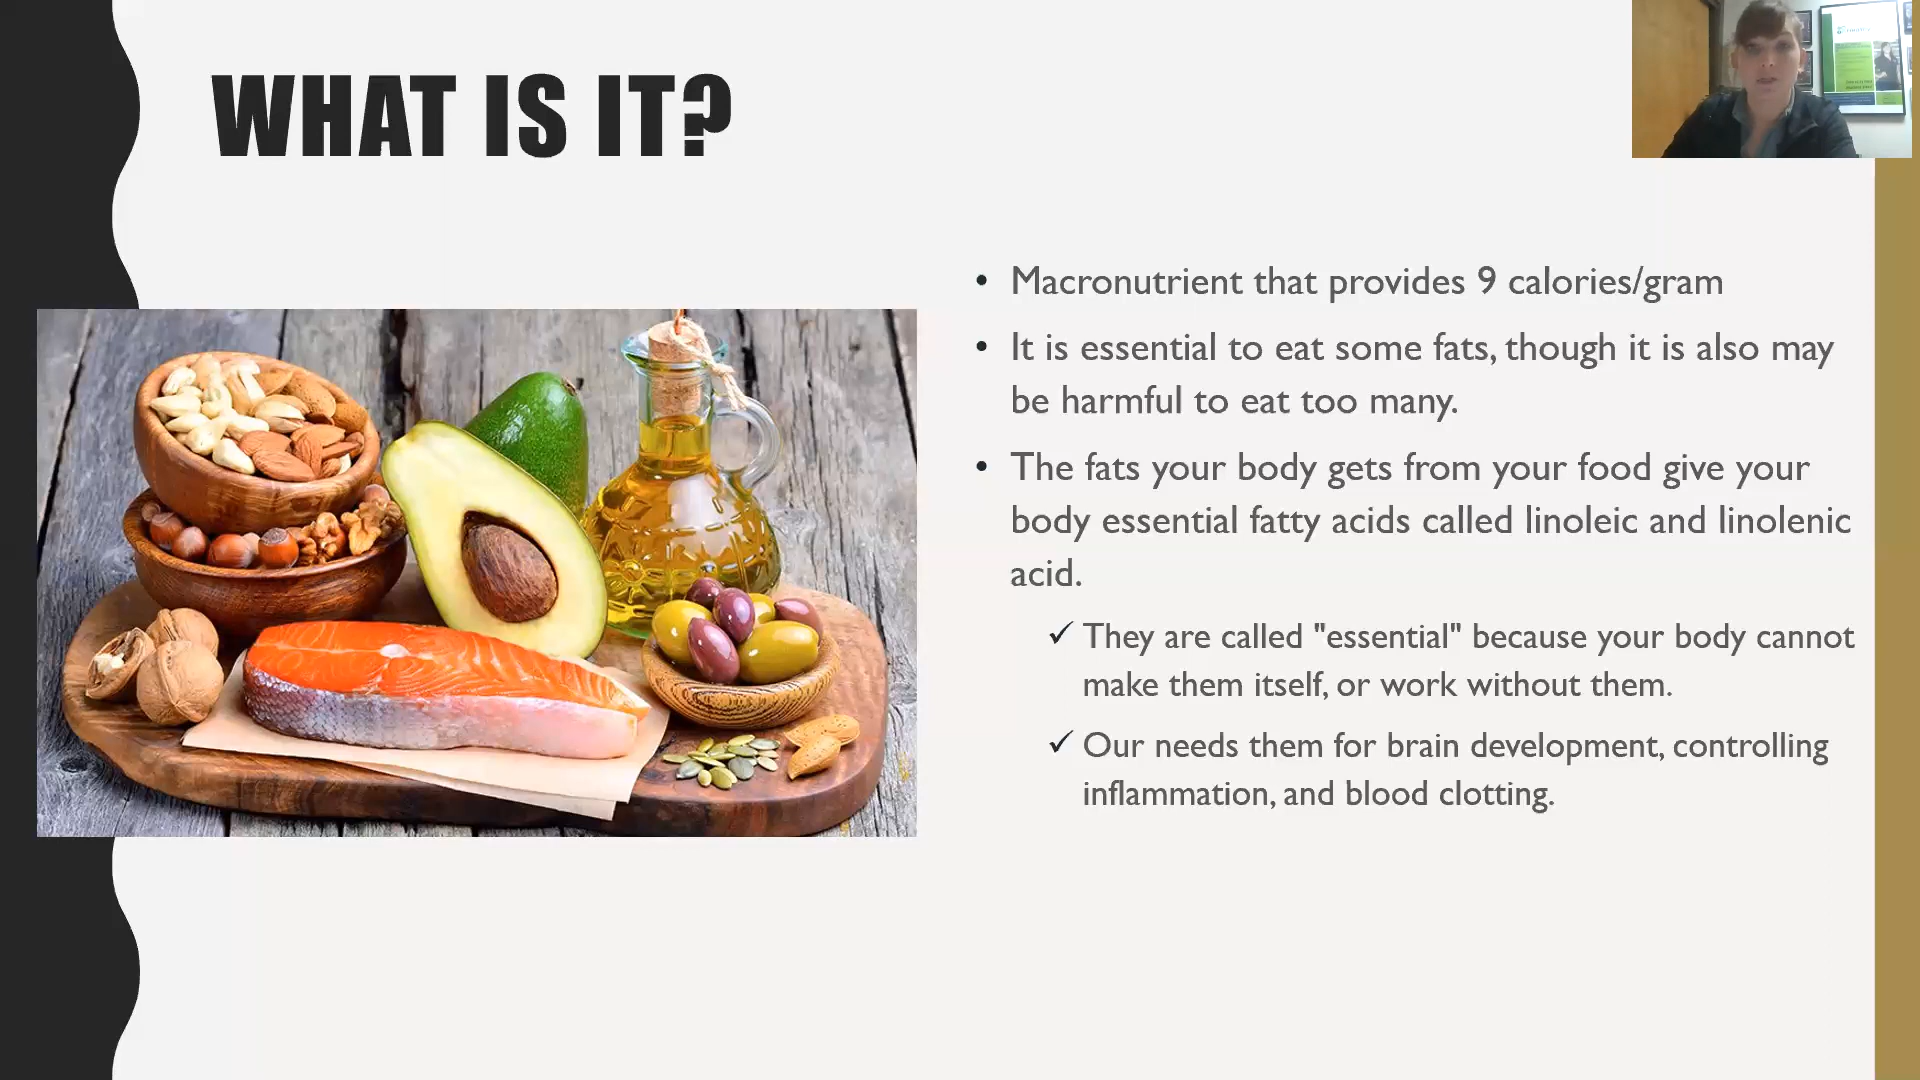 WHAT IS IT?
• Macronutrient that provides 9 calories/gram
• It is essential to eat some fats, though it is also may
be harmful to eat too many.
• The fats your body gets from your food give your
body essential fatty acids called linoleic and linolenic
acid.
✓ They are called "essential" because your body cannot
make them itself, or work without them.
✓ Our needs them for brain development, controlling
inflammation, and blood clotting.